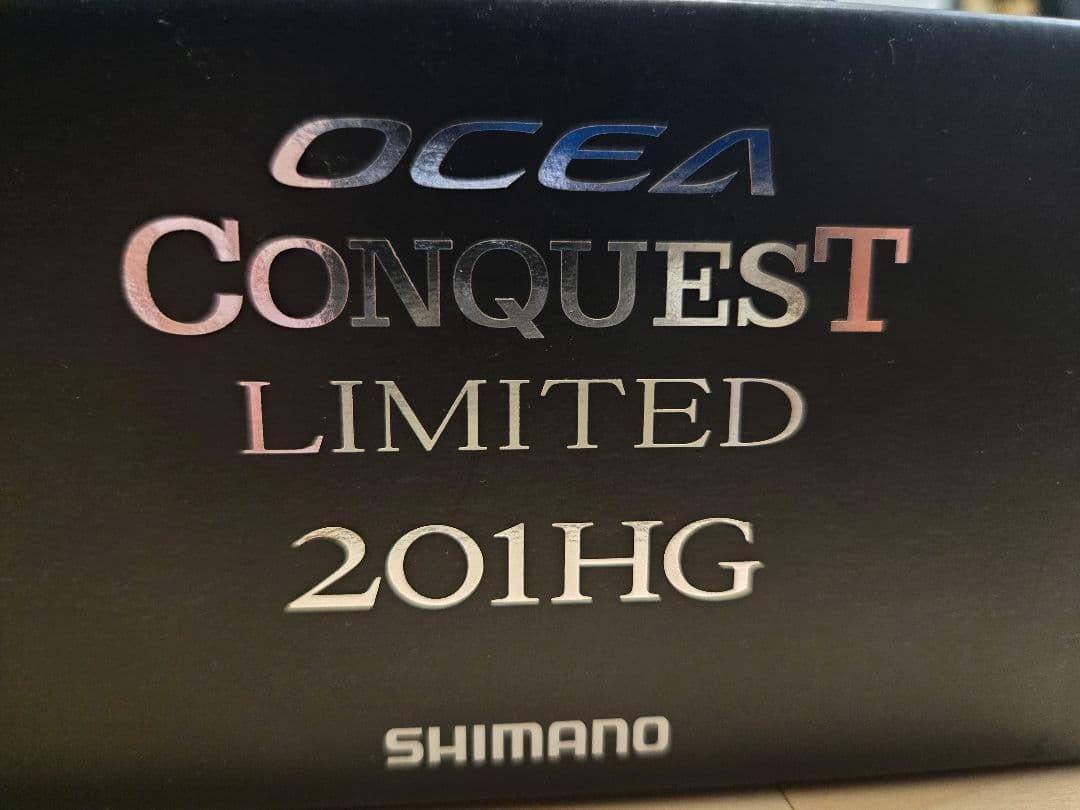 OCEA
CONQUEST
LIMITED
201HG
SHIMANO